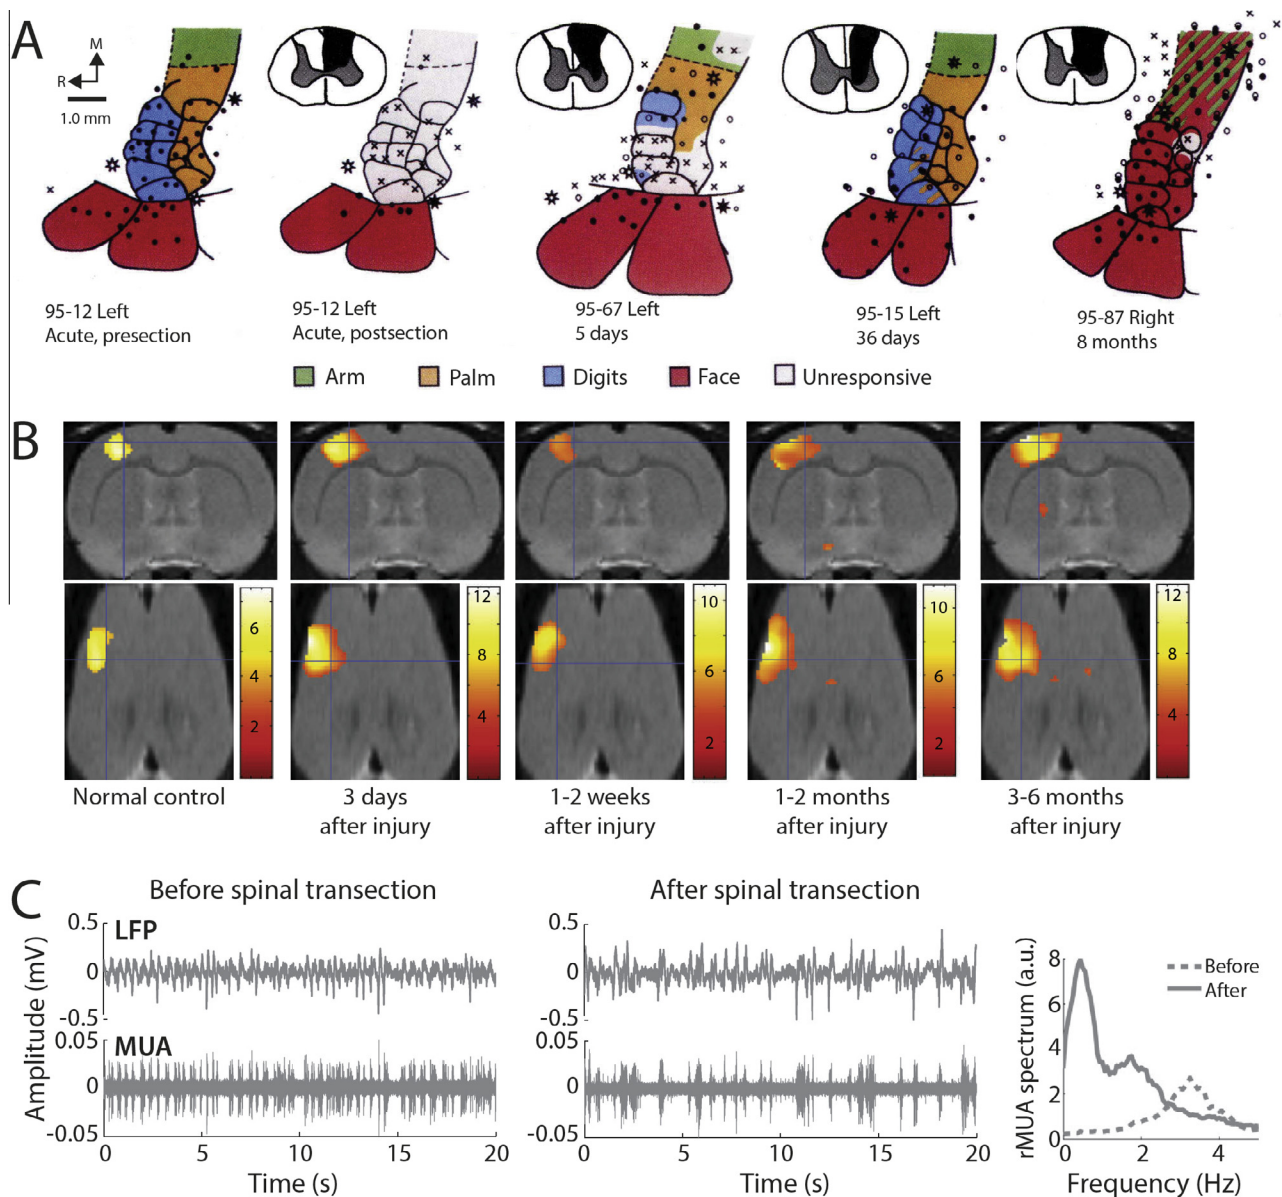 A
M
R
1.0 mm
95-12 Left
Acute, presection
95-12 Left
Acute, postsection
95-67 Left
5 days
95-15 Left
36 days
95-87 Right
8 months
Arm
Palm
Digits
Face
Unresponsive
B
6
4
2
12
8
4
10
6
2
10
6
2
12
8
4
Normal control
3 days
after injury
1-2 weeks
after injury
1-2 months
after injury
3-6 months
after injury
C
Before spinal transection
After spinal transection
Amplitude (mV)
0.5
LFP
0
-0.5
0.05
MUA
0
-0.05
0
5
10
15
20
Time (s)
0.5
0
-0.5
0.05
0
-0.05
0
5
10
15
20
Time (s)
rMUA spectrum (a.u.)
8
6
4
2
0
Before
After
0
2
4
Frequency (Hz)